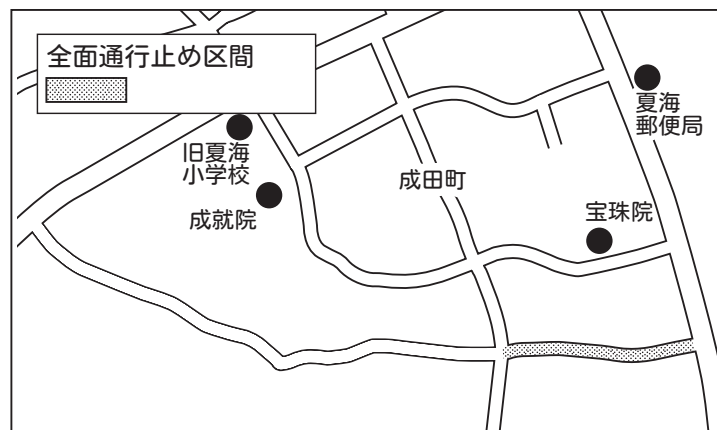 全面通行止め区間
夏海
郵便局
旧夏海
小学校
成田町
成就院
宝珠院